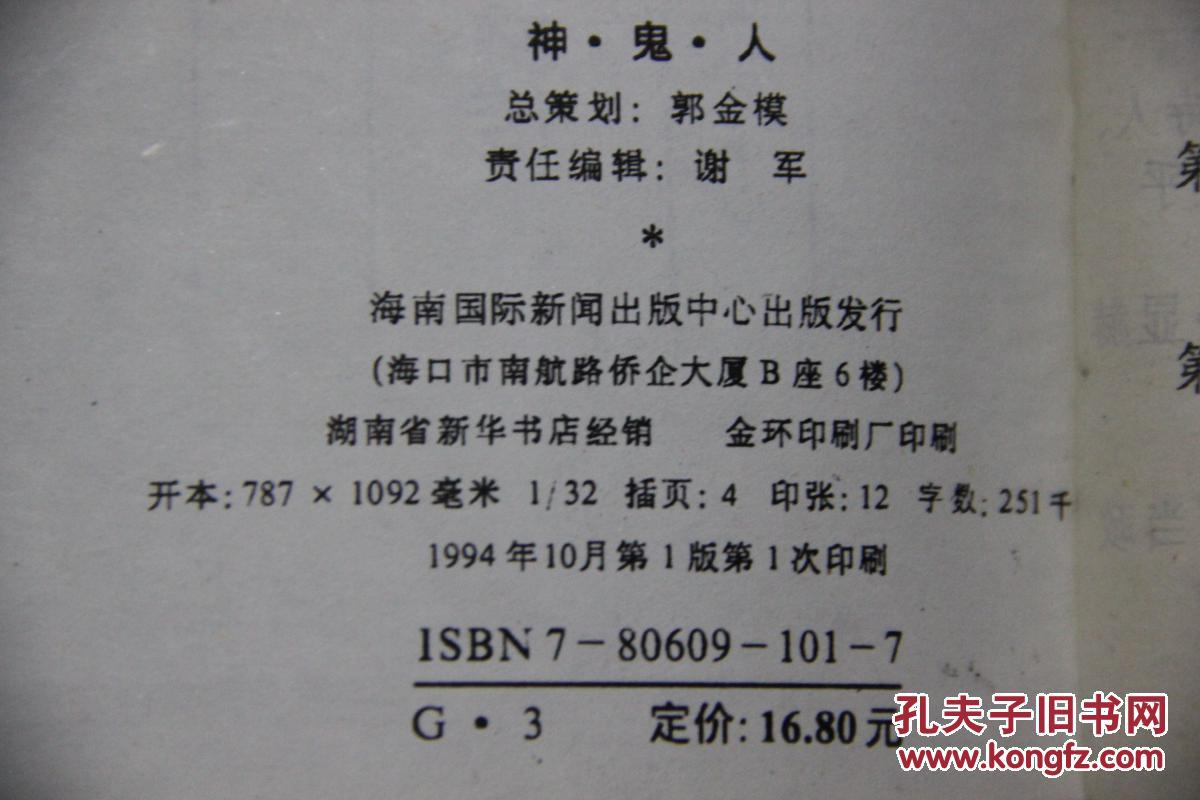 神·鬼·人
总策划：郭金模
责任编辑：谢 军
*
海南国际新闻出版中心出版发行
(海口市南航路侨企大厦B座6楼)
湖南省新华书店经销 金环印刷厂印刷
开本：787×1092毫米 1/32 插页：4 印张：12 字数：251千
1994年10月第1版第1次印刷
ISBN 7-80609-101-7
G·3 定价：16.80元
第
第
孔夫子旧书网
www.kongfz.com